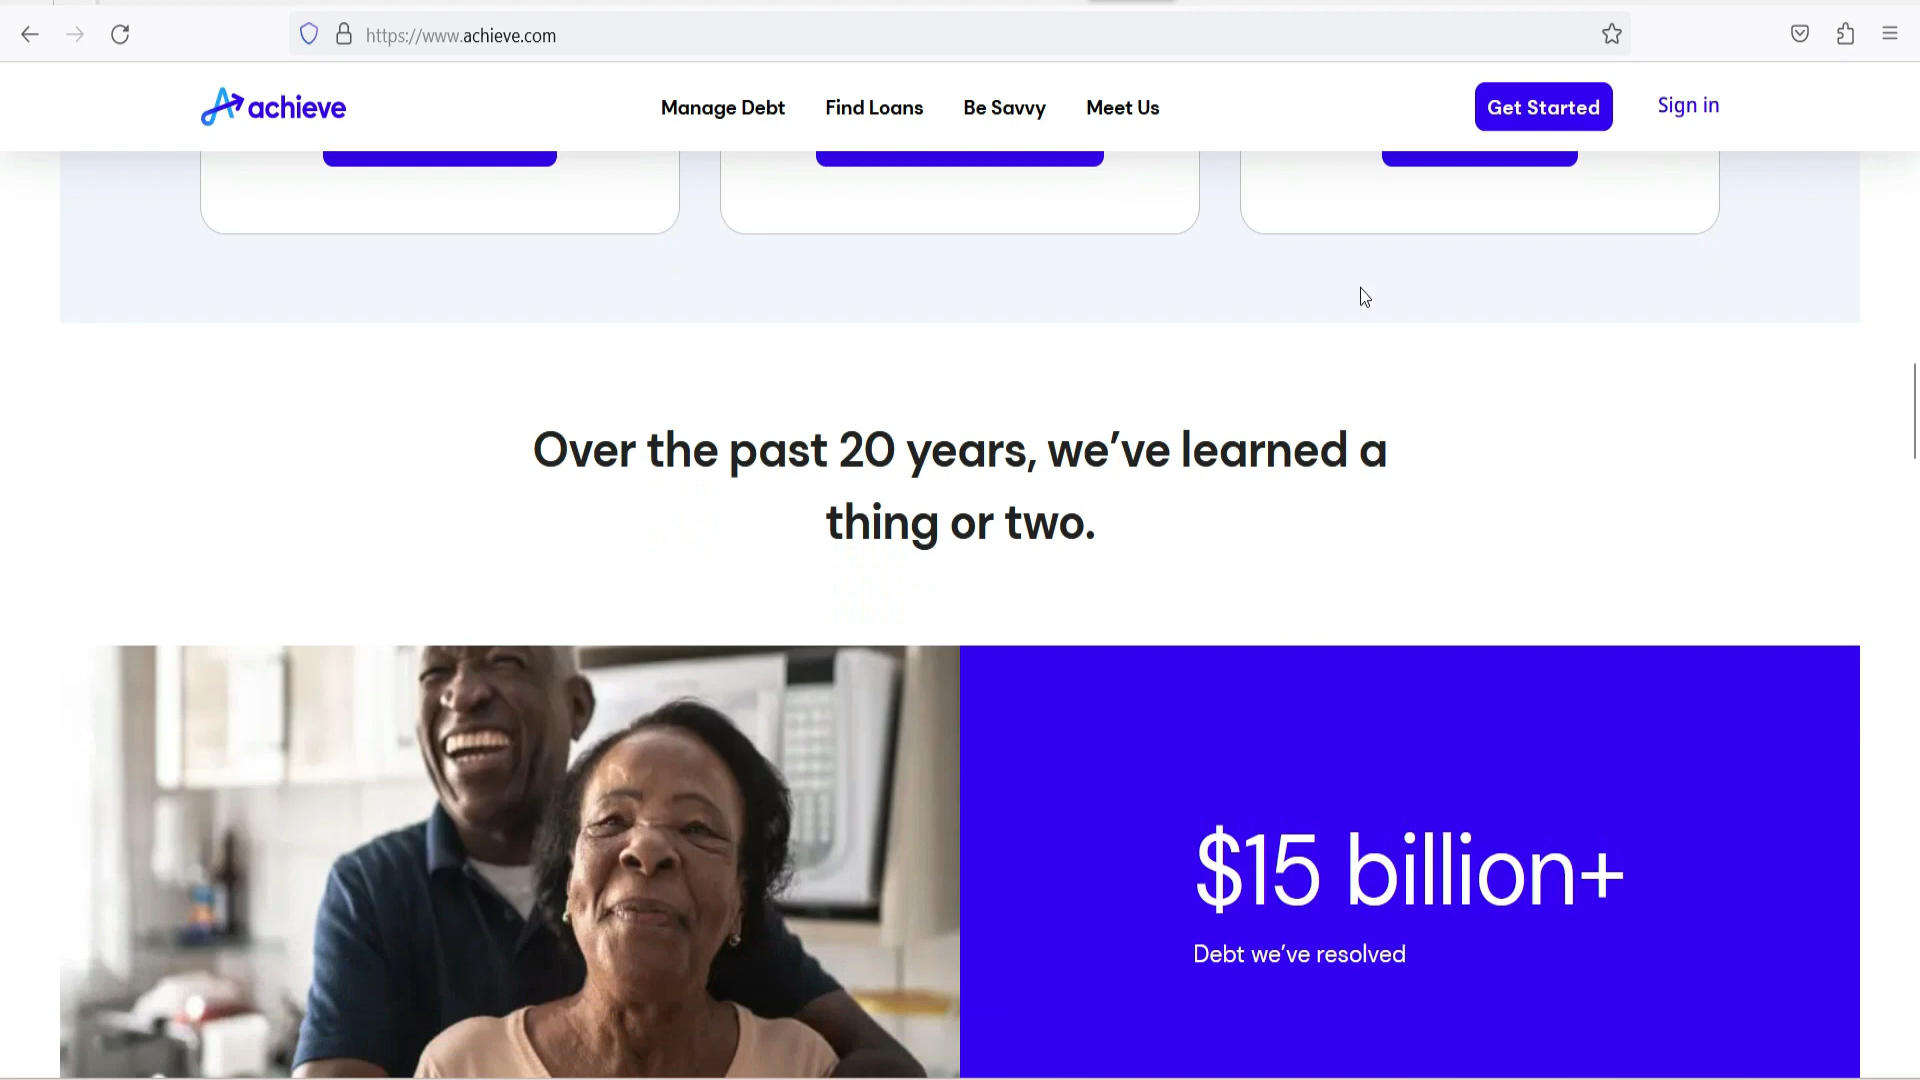 https://www.achieve.com
achieve
Manage Debt
Find Loans
Be Savvy
Meet Us
Get Started
Sign in
Over the past 20 years, we’ve learned a
thing or two.
$15 billion+
Debt we’ve resolved